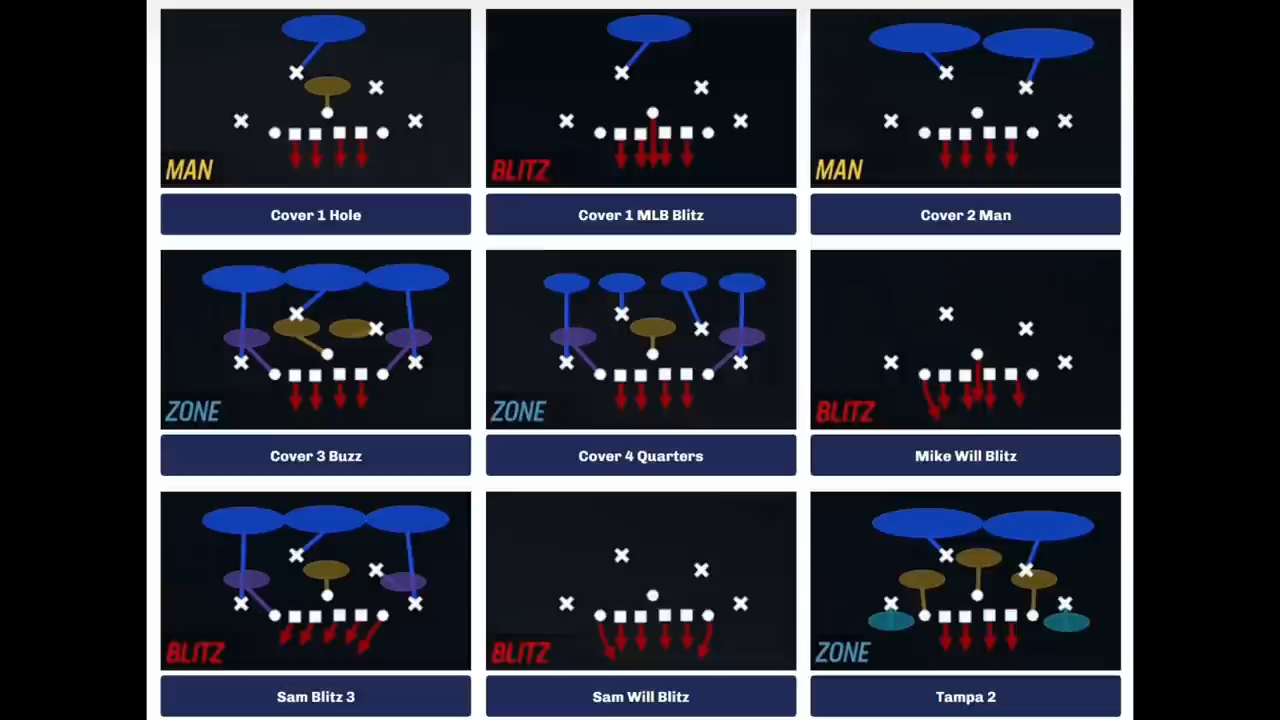 MAN
BLITZ
MAN
Cover 1 Hole
Cover 1 MLB Blitz
Cover 2 Man
ZONE
ZONE
BLITZ
Cover 3 Buzz
Cover 4 Quarters
Mike Will Blitz
BLITZ
BLITZ
ZONE
Sam Blitz 3
Sam Will Blitz
Tampa 2